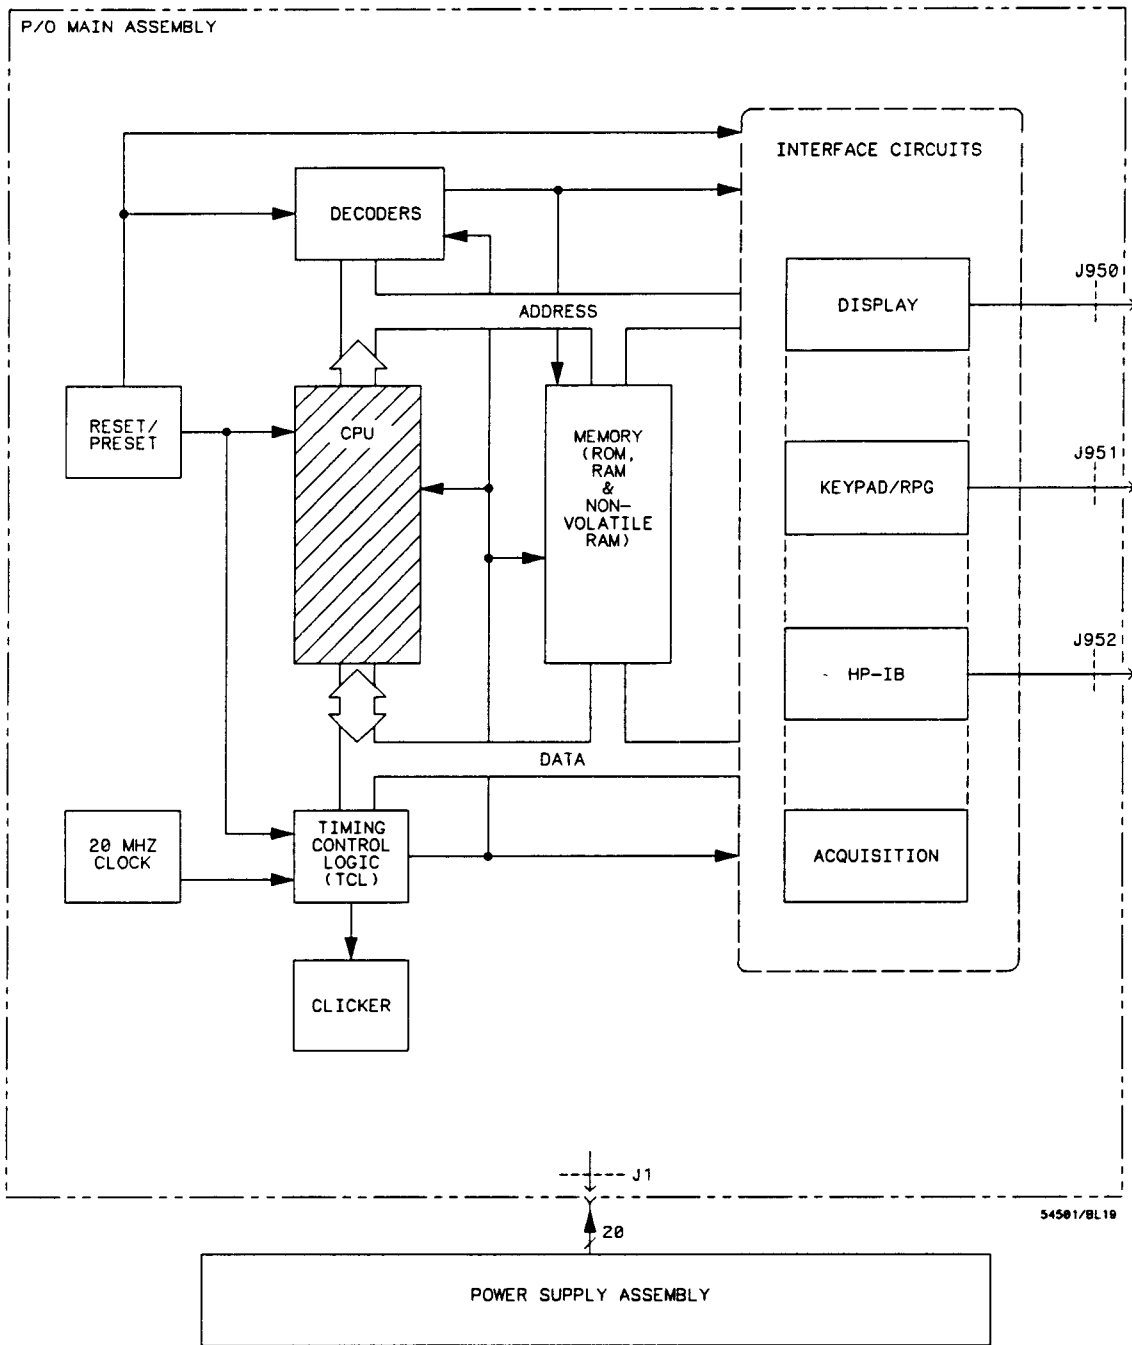 P/O MAIN ASSEMBLY
INTERFACE CIRCUITS
DECODERS
J950
DISPLAY
ADDRESS
RESET/
PRESET
CPU
MEMORY
(ROM,
RAM
&
NON-
VOLATILE
RAM)
J951
KEYPAD/RPG
J952
HP-IB
DATA
20 MHZ
CLOCK
TIMING
CONTROL
LOGIC
(TCL)
ACQUISITION
CLICKER
J1
54501/BL19
20
POWER SUPPLY ASSEMBLY